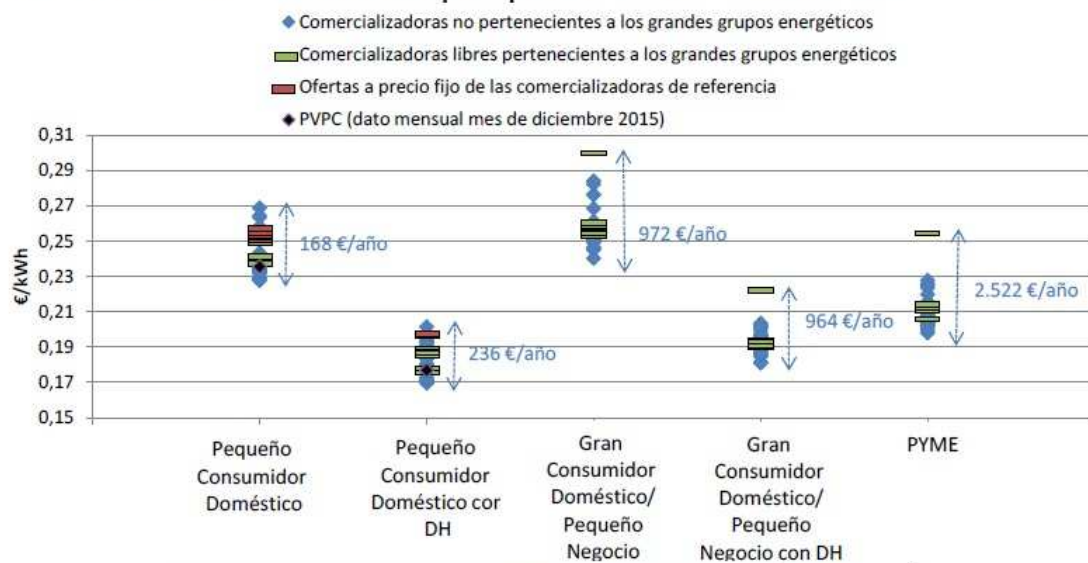 Comercializadoras no pertenecientes a los grandes grupos energéticos
Comercializadoras libres pertenecientes a los grandes grupos energéticos
Ofertas a precio fijo de las comercializadoras de referencia
PVPC (dato mensual mes de diciembre 2015)
€/kWh
0,31
0,29
0,27
0,25
0,23
0,21
0,19
0,17
0,15
168 €/año
236 €/año
972 €/año
964 €/año
2.522 €/año
Pequeño
Consumidor
Doméstico
Pequeño
Consumidor
Doméstico cor
DH
Gran
Consumidor
Doméstico/
Pequeño
Negocio
Gran
Consumidor
Doméstico/
Pequeño
Negocio con DH
PYME